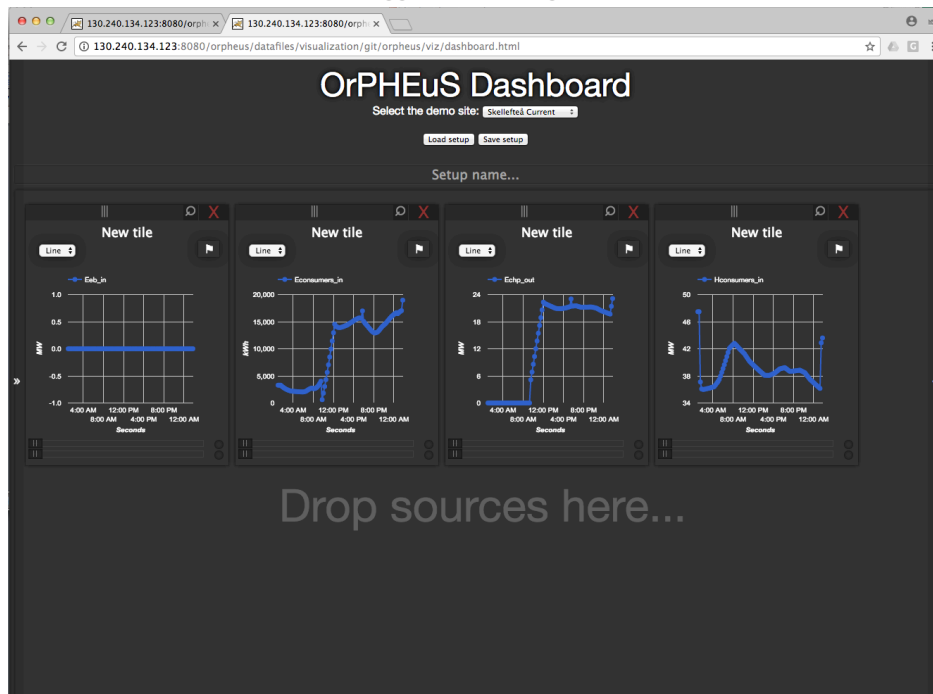 130.240.134.123:8080/orph
130.240.134.123:8080/orph
130.240.134.123:8080/orpheus/datafiles/visualization/git/orpheus/viz/dashboard.html
OrPHEuS Dashboard
Select the demo site: Skellefteå Current
Load setup Save setup
Setup name...
New tile
Line
Eeb_in
1.0
0.5
0.0
-0.5
-1.0
MW
4:00 AM 12:00 PM 8:00 PM
8:00 AM 4:00 PM 12:00 AM
Seconds
New tile
Line
Econsumers_in
20,000
15,000
10,000
5,000
0
kWh
4:00 AM 12:00 PM 8:00 PM
8:00 AM 4:00 PM 12:00 AM
Seconds
New tile
Line
Echp_out
24
18
12
6
0
MW
4:00 AM 12:00 PM 8:00 PM
8:00 AM 4:00 PM 12:00 AM
Seconds
New tile
Line
Hconsumers_in
50
46
42
38
34
MW
4:00 AM 12:00 PM 8:00 PM
8:00 AM 4:00 PM 12:00 AM
Seconds
»
Drop sources here...